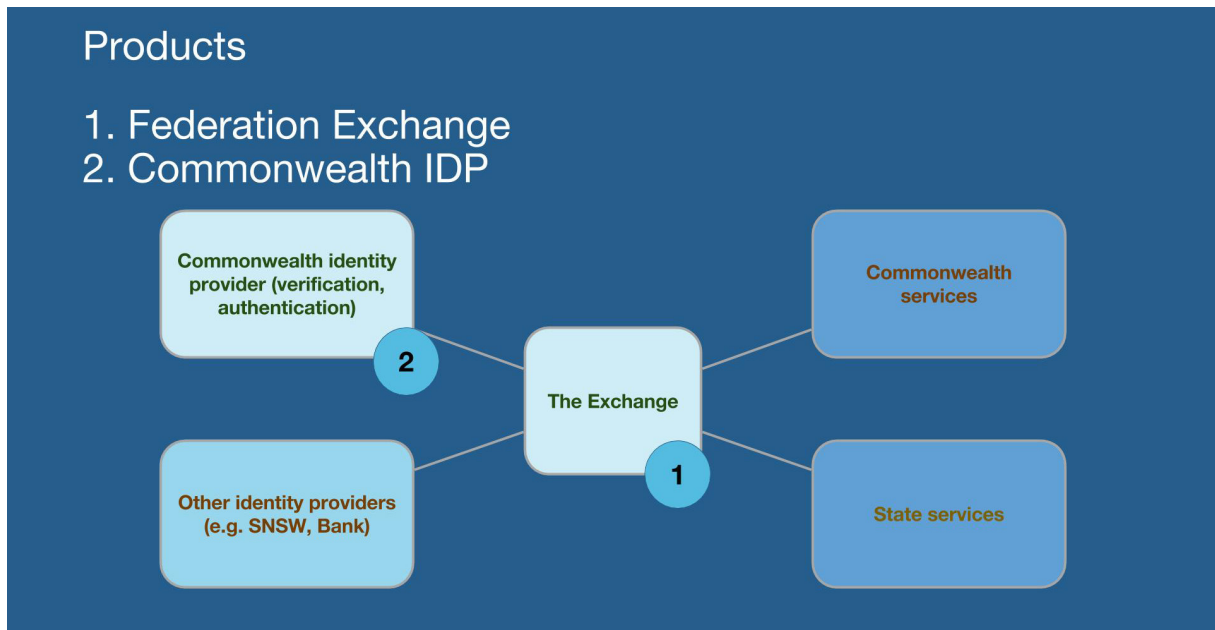 Products
1. Federation Exchange
2. Commonwealth IDP
Commonwealth identity
provider (verification,
authentication)
2
Commonwealth
services
The Exchange
1
Other identity providers
(e.g. SNSW, Bank)
State services